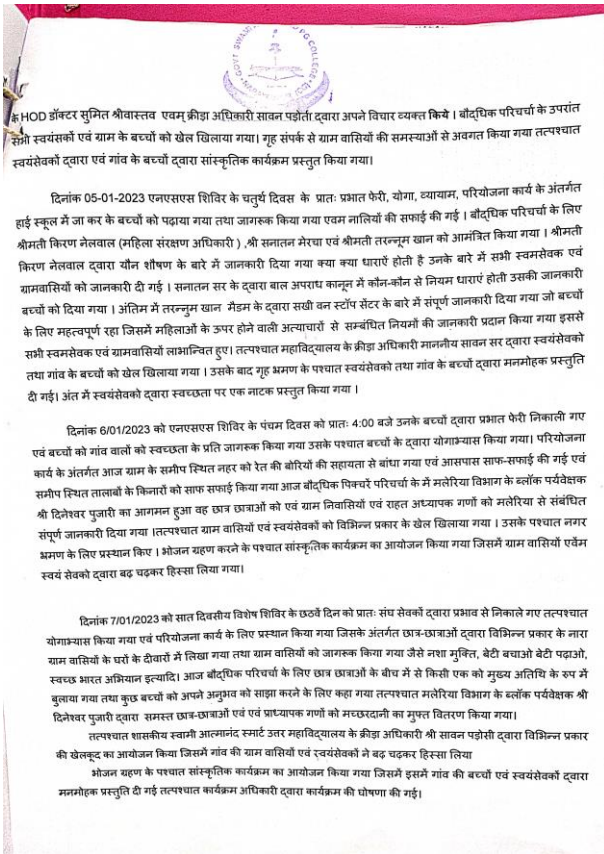 GOVT SWAMI PG COLLEGE
के HOD डॉक्टर सुमित श्रीवास्तव एवम् क्रीड़ा अधिकारी सावन पड़ोती द्वारा अपने विचार व्यक्त किये । बौद्धिक परिचर्चा के उपरांत
सभी स्वयंसकों एवं ग्राम के बच्चों को खेल खिलाया गया। गृह संपर्क से ग्राम वासियों की समस्याओं से अवगत किया गया तत्पश्चात
स्वयंसेवकों द्वारा एवं गांव के बच्चों द्वारा सांस्कृतिक कार्यक्रम प्रस्तुत किया गया।
दिनांक 05-01-2023 एनएसएस शिविर के चतुर्थ दिवस के प्रातः प्रभात फेरी, योगा, व्यायाम, परियोजना कार्य के अंतर्गत
हाई स्कूल में जा कर के बच्चों को पढ़ाया गया तथा जागरूक किया गया एवम नालियों की सफाई की गई । बौद्धिक परिचर्चा के लिए
श्रीमती किरण नेलवाल (महिला संरक्षण अधिकारी ) ,श्री सनातन मेरचा एवं श्रीमती तरन्नूम खान को आमंत्रित किया गया । श्रीमती
किरण नेलवाल द्वारा यौन शौषण के बारे में जानकारी दिया गया क्या क्या धाराऐं होती है उनके बारे में सभी स्वमसेवक एवं
ग्रामवासियों को जानकारी दी गई । सनातन सर के द्वारा बाल अपराध कानून में कौन-कौन से नियम धाराएं होती उसकी जानकारी
बच्चों को दिया गया । अंतिम में तरन्नुम खान मैडम के द्वारा सखी वन स्टॉप सेंटर के बारे में संपूर्ण जानकारी दिया गया जो बच्चों
के लिए महत्वपूर्ण रहा जिसमें महिलाओं के ऊपर होने वाली अत्याचारों से सम्बंधित नियमों की जानकारी प्रदान किया गया इससे
सभी स्वमसेवक एवं ग्रामवासियों लाभान्वित हुए। तत्पश्चात महाविद्यालय के क्रीड़ा अधिकारी माननीय सावन सर द्वारा स्वयंसेवको
तथा गांव के बच्चों को खेल खिलाया गया । उसके बाद गृह भ्रमण के पश्चात स्वयंसेवको तथा गांव के बच्चों द्वारा मनमोहक प्रस्तुति
दी गई। अंत में स्वयंसेवको द्वारा स्वच्छता पर एक नाटक प्रस्तुत किया गया ।
दिनांक 6/01/2023 को एनएसएस शिविर के पंचम दिवस को प्रातः 4:00 बजे उनके बच्चों द्वारा प्रभात फेरी निकाली गए
एवं बच्चों को गांव वालों को स्वच्छता के प्रति जागरूक किया गया उसके पश्चात बच्चों के द्वारा योगाभ्यास किया गया। परियोजना
कार्य के अंतर्गत आज ग्राम के समीप स्थित नहर को रेत की बोरियों की सहायता से बांधा गया एवं आसपास साफ-सफाई की गई एवं
समीप स्थित तालाबों के किनारों को साफ सफाई किया गया आज बौद्धिक पिक्चरें परिचर्चा में में मलेरिया विभाग के ब्लॉक पर्यवेक्षक
श्री दिनेश्वर पुजारी का आगमन हुआ वह छात्र छात्राओं को एवं ग्राम निवासियों एवं राहत अध्यापक गणों को मलेरिया से संबंधित
संपूर्ण जानकारी दिया गया ।तत्पश्चात ग्राम वासियों एवं स्वयंसेवकों को विभिन्न प्रकार के खेल खिलाया गया । उसके पश्चात नगर
भ्रमण के लिए प्रस्थान किए । भोजन ग्रहण करने के पश्चात सांस्कृतिक कार्यक्रम का आयोजन किया गया जिसमें ग्राम वासियों एवेंम
स्वयं सेवको द्वारा बढ़ चढ़कर हिस्सा लिया गया।
दिनांक 7/01/2023 को सात दिवसीय विशेष शिविर के छठवें दिन को प्रातः संघ सेवकों द्वारा प्रभाव से निकाले गए तत्पश्चात
योगाभ्यास किया गया एवं परियोजना कार्य के लिए प्रस्थान किया गया जिसके अंतर्गत छात्र-छात्राओं द्वारा विभिन्न प्रकार के नारा
ग्राम वासियों के घरों के दीवारों में लिखा गया तथा ग्राम वासियों को जागरूक किया गया जैसे नशा मुक्ति, बेटी बचाओ बेटी पढ़ाओ,
स्वच्छ भारत अभियान इत्यादि। आज बौद्धिक परिचर्चा के लिए छात्र छात्राओं के बीच में से किसी एक को मुख्य अतिथि के रुप में
बुलाया गया तथा कुछ बच्चों को अपने अनुभव को साझा करने के लिए कहा गया तत्पश्चात मलेरिया विभाग के ब्लॉक पर्यवेक्षक श्री
दिनेश्वर पुजारी द्वारा समस्त छात्र-छात्राओं एवं एवं प्राध्यापक गणों को मच्छरदानी का मुफ्त वितरण किया गया।
तत्पश्चात शासकीय स्वामी आत्मानंद स्मार्ट उत्तर महाविद्यालय के क्रीड़ा अधिकारी श्री सावन पड़ोसी द्वारा विभिन्न प्रकार
की खेलकूद का आयोजन किया जिसमें गांव की ग्राम वासियों एवं स्वयंसेवकों ने बढ़ चढ़कर हिस्सा लिया
भोजन ग्रहण के पश्चात सांस्कृतिक कार्यक्रम का आयोजन किया गया जिसमें इसमें गांव की बच्चों एवं स्वयंसेवकों द्वारा
मनमोहक प्रस्तुति दी गई तत्पश्चात कार्यक्रम अधिकारी द्वारा कार्यक्रम की घोषणा की गई।